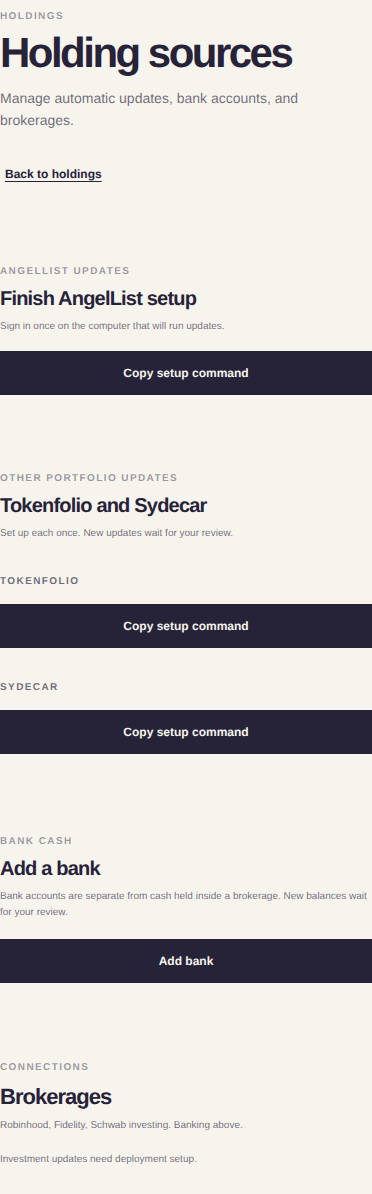 HOLDINGS
Holding sources
Manage automatic updates, bank accounts, and
brokerages.
Back to holdings
ANGELLIST UPDATES
Finish AngelList setup
Sign in once on the computer that will run updates.
Copy setup command
OTHER PORTFOLIO UPDATES
Tokenfolio and Sydecar
Set up each once. New updates wait for your review.
TOKENFOLIO
Copy setup command
SYDECAR
Copy setup command
BANK CASH
Add a bank
Bank accounts are separate from cash held inside a brokerage. New balances wait
for your review.
Add bank
CONNECTIONS
Brokerages
Robinhood, Fidelity, Schwab investing. Banking above.
Investment updates need deployment setup.